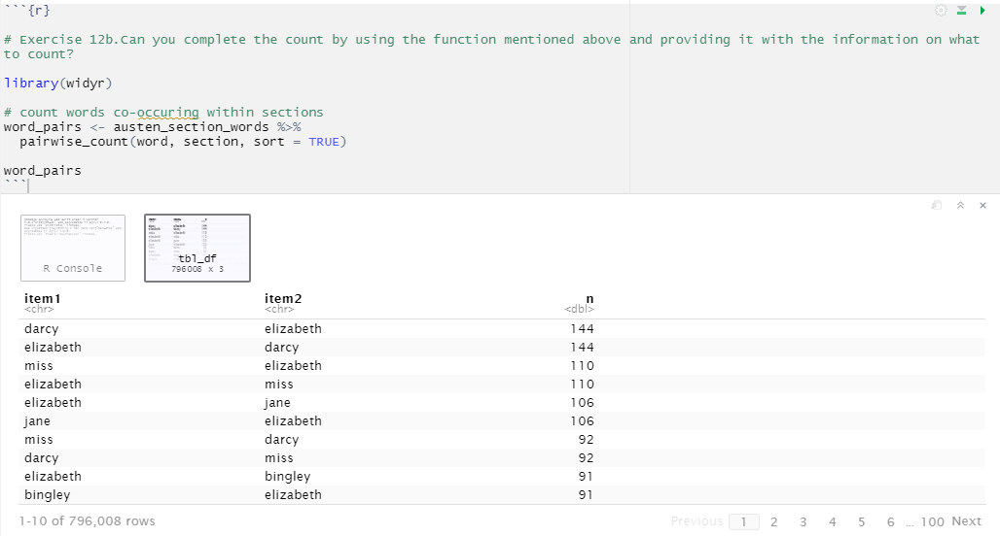 ```{r}
# Exercise 12b.Can you complete the count by using the function mentioned above and providing it with the information on what
to count?
library(widyr)
# count words co-occuring within sections
word_pairs <- austen_section_words %>%
  pairwise_count(word, section, sort = TRUE)
word_pairs
```
R Console
tbl_df
796008 x 3
item1 item2 n
<chr> <chr> <dbl>
darcy elizabeth 144
elizabeth darcy 144
miss elizabeth 110
elizabeth miss 110
elizabeth jane 106
jane elizabeth 106
miss darcy 92
darcy miss 92
elizabeth bingley 91
bingley elizabeth 91
1-10 of 796,008 rows Previous 1 2 3 4 5 6 ... 100 Next